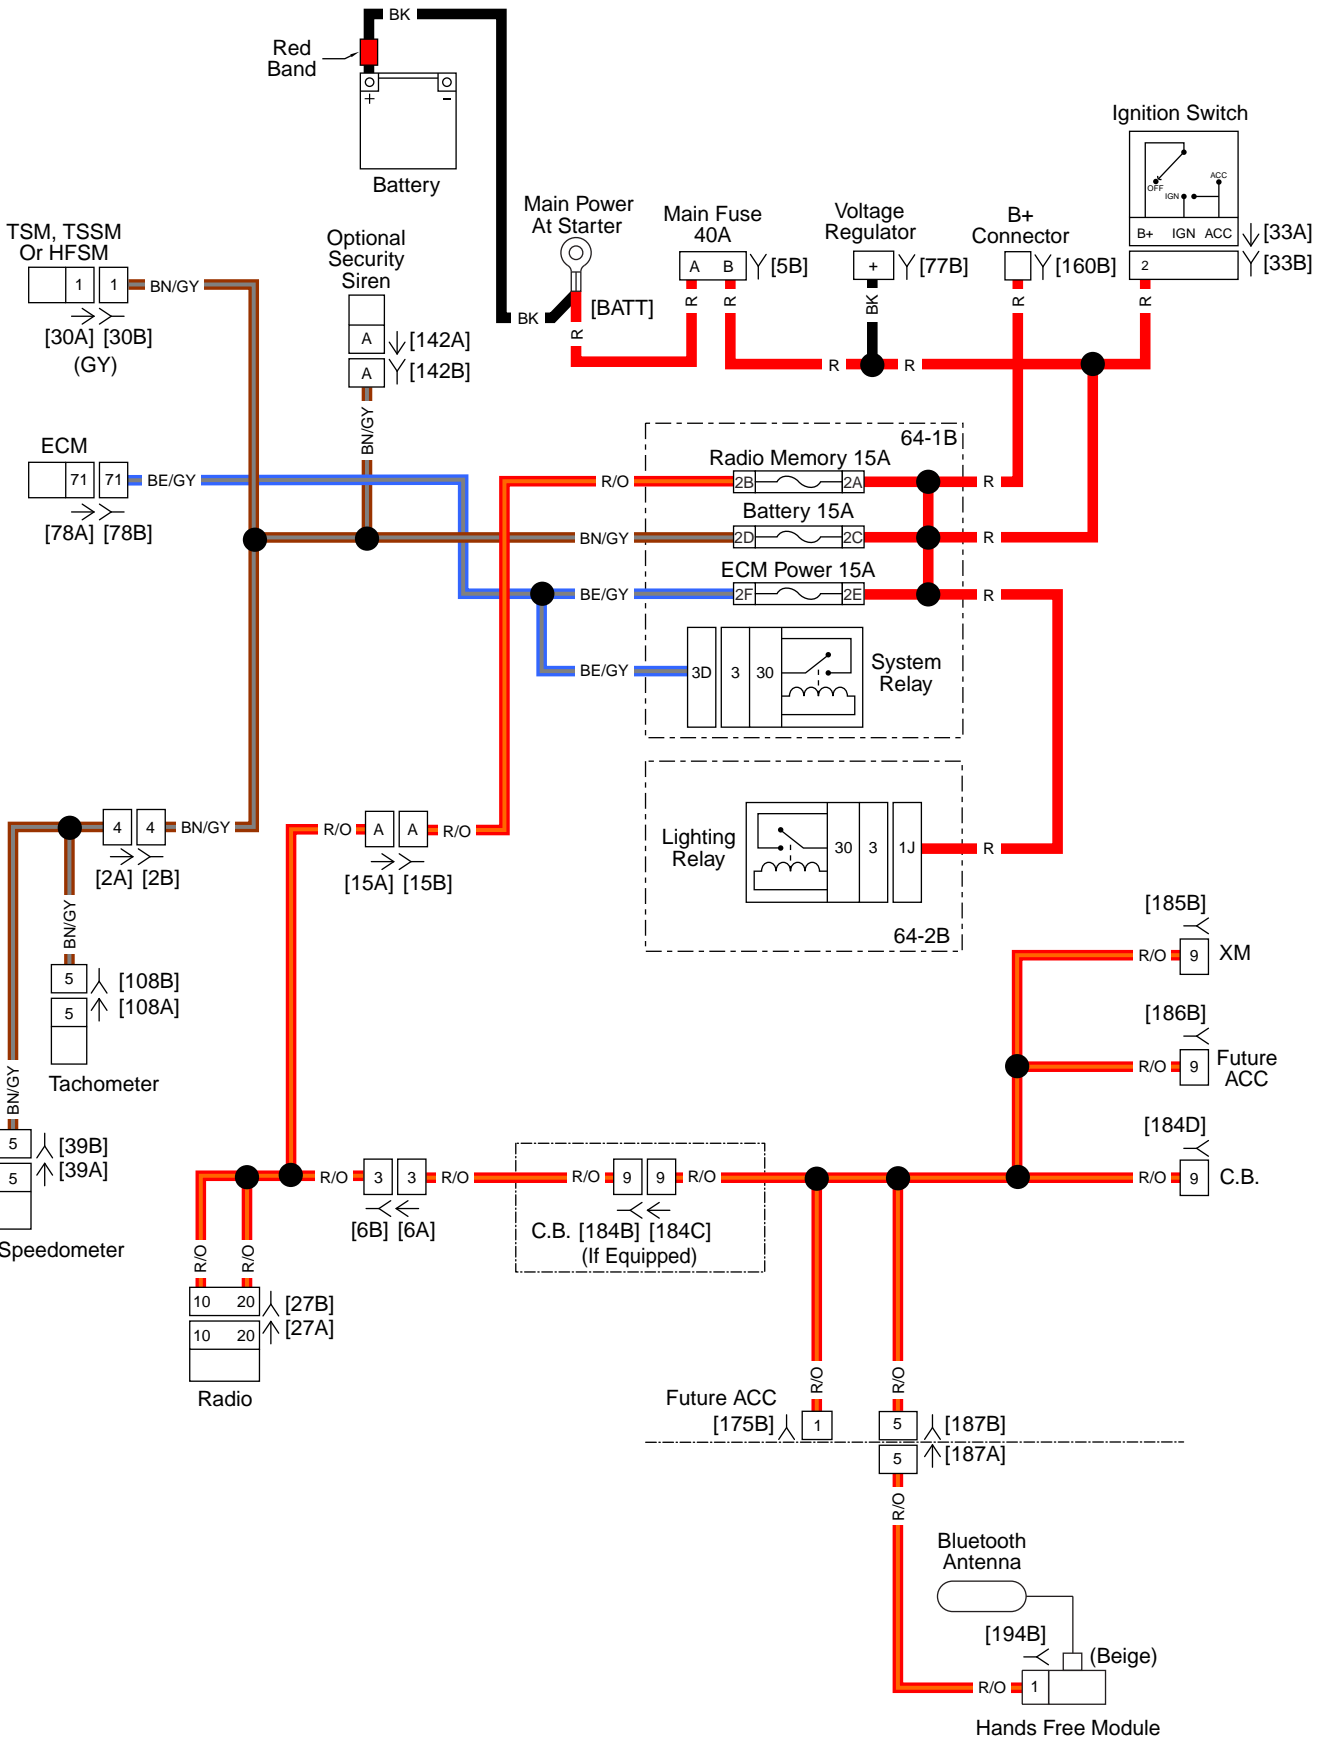 BK
Red
Band
+
-
Battery
Ignition Switch
OFF
IGN
ACC
B+ IGN ACC
[33A]
2
[33B]
Main Power
At Starter
[BATT]
BK
R
Main Fuse
40A
A B
[5B]
R
R
Voltage
Regulator
+
[77B]
BK
B+
Connector
[160B]
R
R
R
R
TSM, TSSM
Or HFSM
1
1
BN/GY
[30A] [30B]
(GY)
Optional
Security
Siren
A
[142A]
A
[142B]
BN/GY
ECM
71
71
BE/GY
[78A] [78B]
64-1B
Radio Memory 15A
R/O
2B
2A
R
Battery 15A
BN/GY
2D
2C
R
ECM Power 15A
BE/GY
2F
2E
R
BE/GY
3D
3
30
System
Relay
Lighting
Relay
30
3
1J
R
64-2B
4
4
BN/GY
[2A] [2B]
R/O
A
A
R/O
[15A] [15B]
BN/GY
5
[108B]
5
[108A]
Tachometer
BN/GY
5
[39B]
5
[39A]
Speedometer
[185B]
R/O
9
XM
[186B]
R/O
9
Future
ACC
[184D]
R/O
9
C.B.
R/O
3
3
R/O
[6B] [6A]
R/O
9
9
R/O
C.B. [184B] [184C]
(If Equipped)
R/O
R/O
10 20
[27B]
10 20
[27A]
Radio
R/O
R/O
Future ACC
[175B]
1
5
[187B]
5
[187A]
R/O
Bluetooth
Antenna
[194B]
(Beige)
R/O
1
Hands Free Module